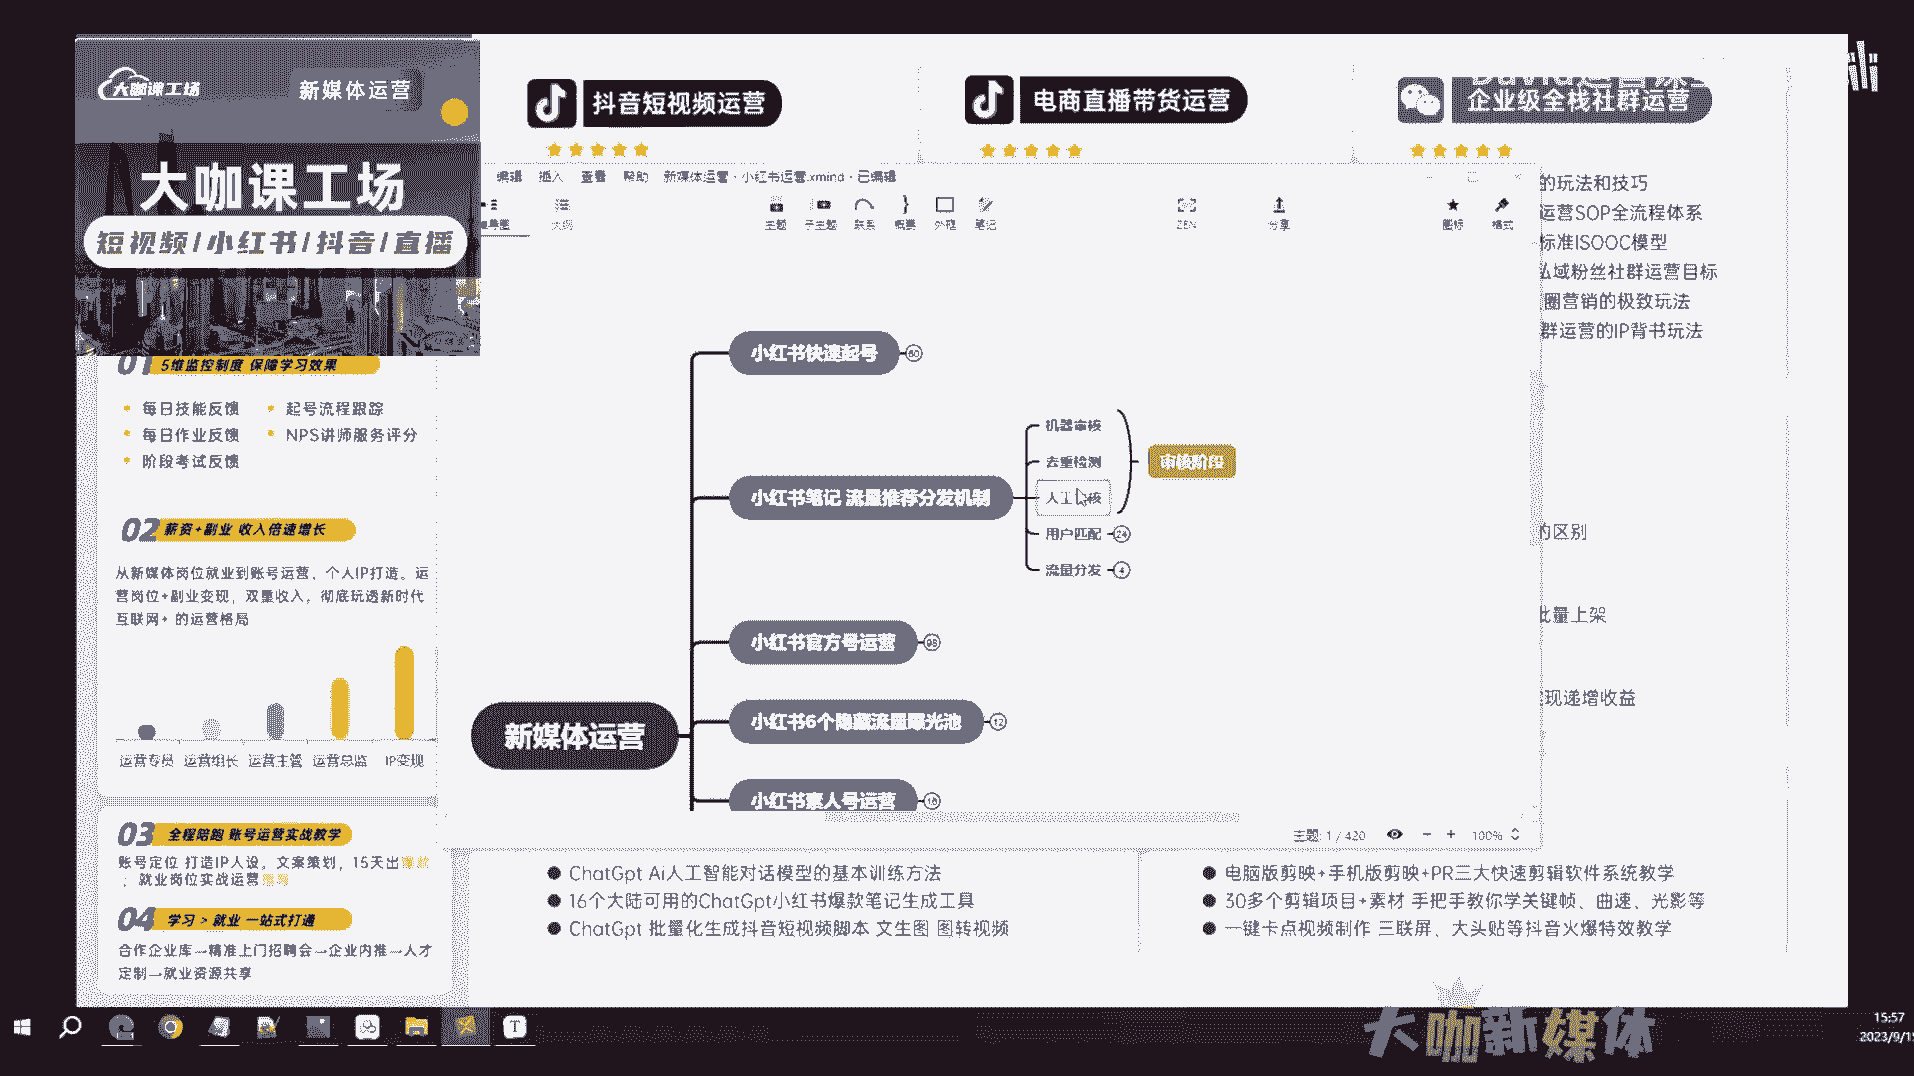 大咖课工场
新媒体运营
大咖课工场
短视频/小红书/抖音/直播
01 5维监控制度 保障学习效果
每日技能反馈
起号流程跟踪
每日作业反馈
NPS讲师服务评分
阶段考试反馈
02 薪资+副业 收入倍速增长
从新媒体岗位就业到账号运营，个人IP打造。运
营岗位+副业变现，双重收入，彻底玩透新时代
互联网+ 的运营格局
运营专员 运营组长 运营主管 运营总监 IP变现
03 全程陪跑 账号运营实战教学
账号定位 打造IP人设。文案策划，15天出爆款
；就业岗位实战运营
04 学习 > 就业 一站式打通
合作企业库→精准上门招聘会→企业内推→人才
定制→就业资源共享
抖音短视频运营
电商直播带货运营
企业级全栈社群运营
编辑 插入 查看 帮助 新媒体运营 · 小红书运营.xmind · 已编辑
大纲
主题 子主题 联系 概要 外框 笔记
ZEN
分享
图标 格式
小红书快速起号 60
小红书笔记 流量推荐分发机制
机器审核
去重检测
人工
核
审核阶段
用户匹配 24
流量分发 4
小红书官方号运营 98
小红书6个隐藏流量曝光池 12
新媒体运营
小红书素人号运营 16
主题: 1 / 420
100%
的玩法和技巧
运营SOP全流程体系
标准ISOOC模型
私域粉丝社群运营目标
圈营销的极致玩法
群运营的IP背书玩法
的区别
批量上架
现递增收益
ChatGpt Ai人工智能对话模型的基本训练方法
16个大陆可用的ChatGpt小红书爆款笔记生成工具
ChatGpt 批量化生成抖音短视频脚本 文生图 图转视频
电脑版剪映+手机版剪映+PR三大快速剪辑软件系统教学
30多个剪辑项目+素材 手把手教你学关键帧、曲速、光影等
一键卡点视频制作 三联屏、大头贴等抖音火爆特效教学
大咖新媒体
15:57
2023/9/1